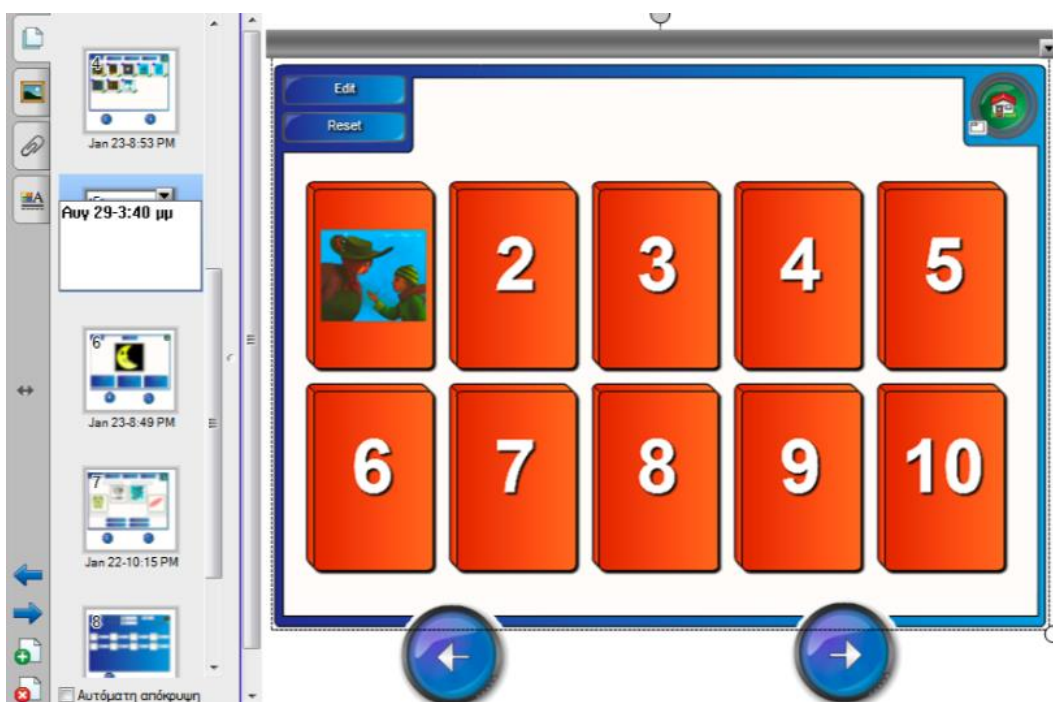 4
Jan 23-8:53 PM
Αυγ 29-3:40 μμ
6
Jan 23-8:49 PM
7
Jan 22-10:15 PM
8
Αυτόματη απόκρυψη
Edit
Reset
2 3 4 5
6 7 8 9 10